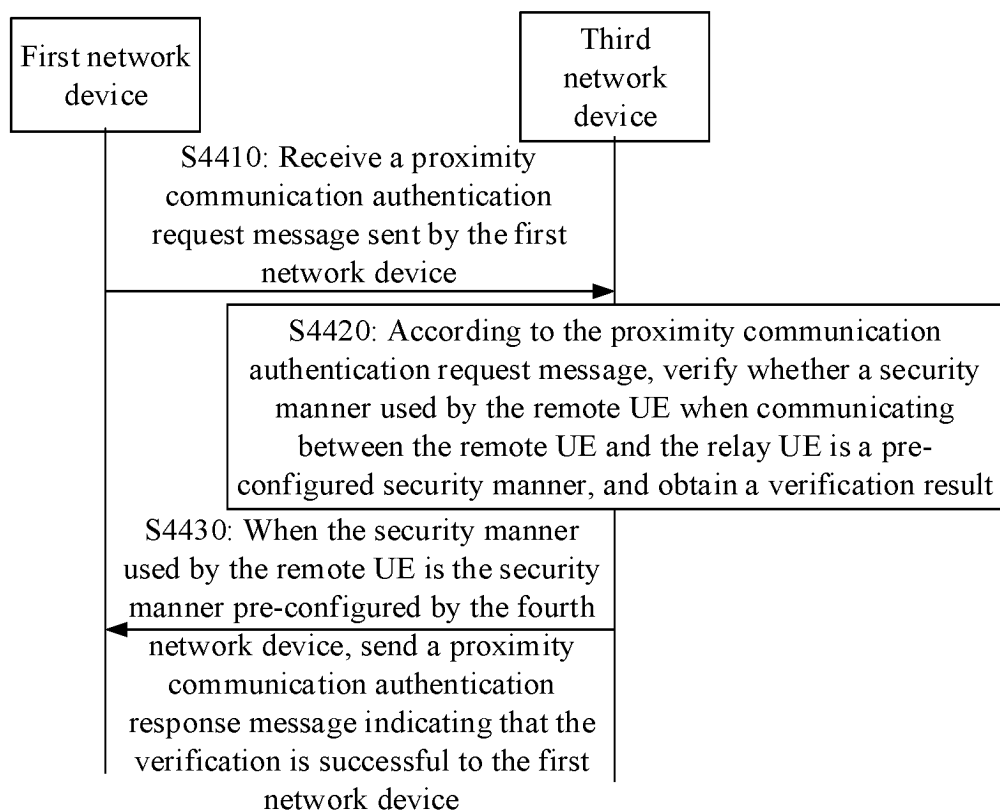 First network
device
Third
network
device
S4410: Receive a proximity
communication authentication
request message sent by the first
network device
S4420: According to the proximity communication
authentication request message, verify whether a security
manner used by the remote UE when communicating
between the remote UE and the relay UE is a pre-
configured security manner, and obtain a verification result
S4430: When the security manner
used by the remote UE is the security
manner pre-configured by the fourth
network device, send a proximity
communication authentication
response message indicating that the
verification is successful to the first
network device